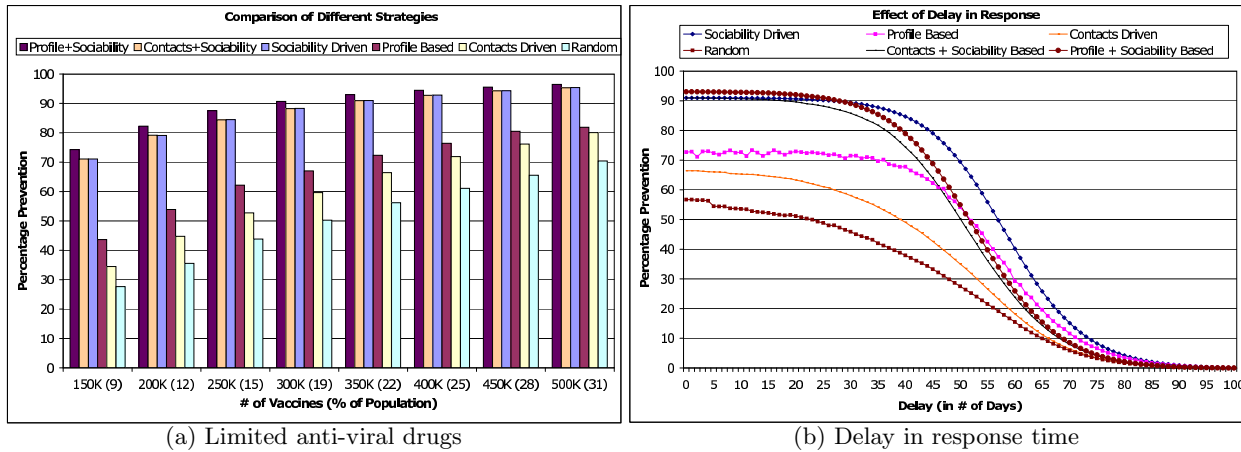 Comparison of Different Strategies
Profile+Sociability Contacts+Sociability Sociability Driven Profile Based Contacts Driven Random
100
90
80
70
60
50
40
30
20
10
0
Percentage Prevention
150K (9) 200K (12) 250K (15) 300K (19) 350K (22) 400K (25) 450K (28) 500K (31)
# of Vaccines (% of Population)
(a) Limited anti-viral drugs
Effect of Delay in Response
Sociability Driven Profile Based Contacts Driven
Random Contacts + Sociability Based Profile + Sociability Based
100
90
80
70
60
50
40
30
20
10
0
Percentage Prevention
0 5 10 15 20 25 30 35 40 45 50 55 60 65 70 75 80 85 90 95 100
Delay (in # of Days)
(b) Delay in response time